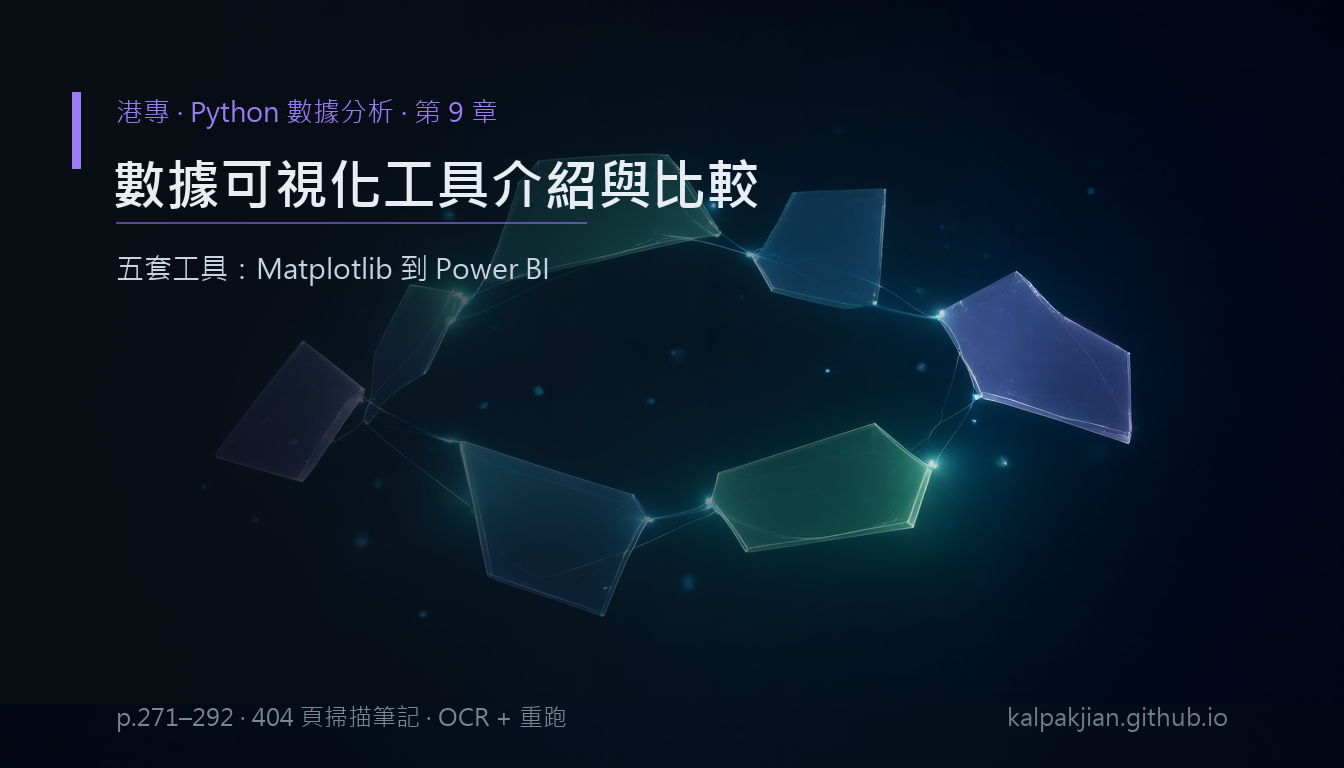 港專 · Python 數據分析 · 第 9 章
數據可視化工具介紹與比較
五套工具：Matplotlib 到 Power BI
p.271–292 · 404 頁掃描筆記 · OCR + 重跑
kalpakjian.github.io